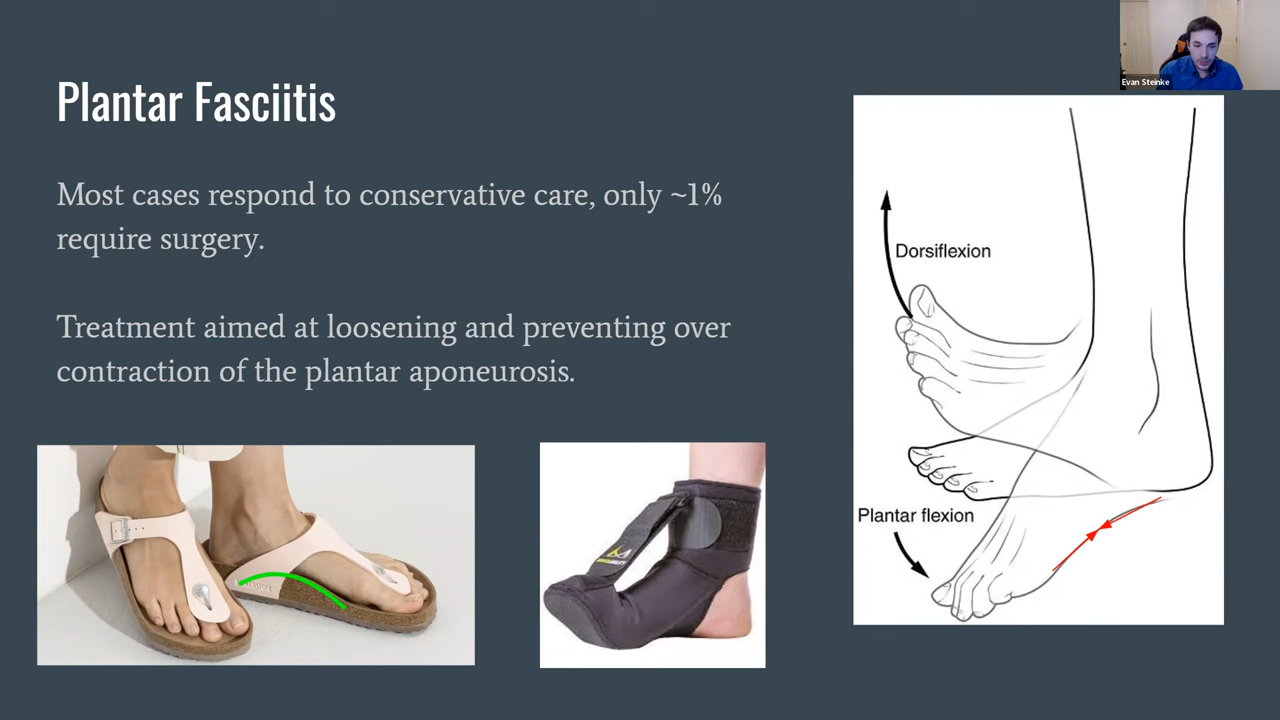 Evan Steinke
Plantar Fasciitis
Most cases respond to conservative care, only ~1%
require surgery.
Treatment aimed at loosening and preventing over
contraction of the plantar aponeurosis.
Dorsiflexion
Plantar flexion